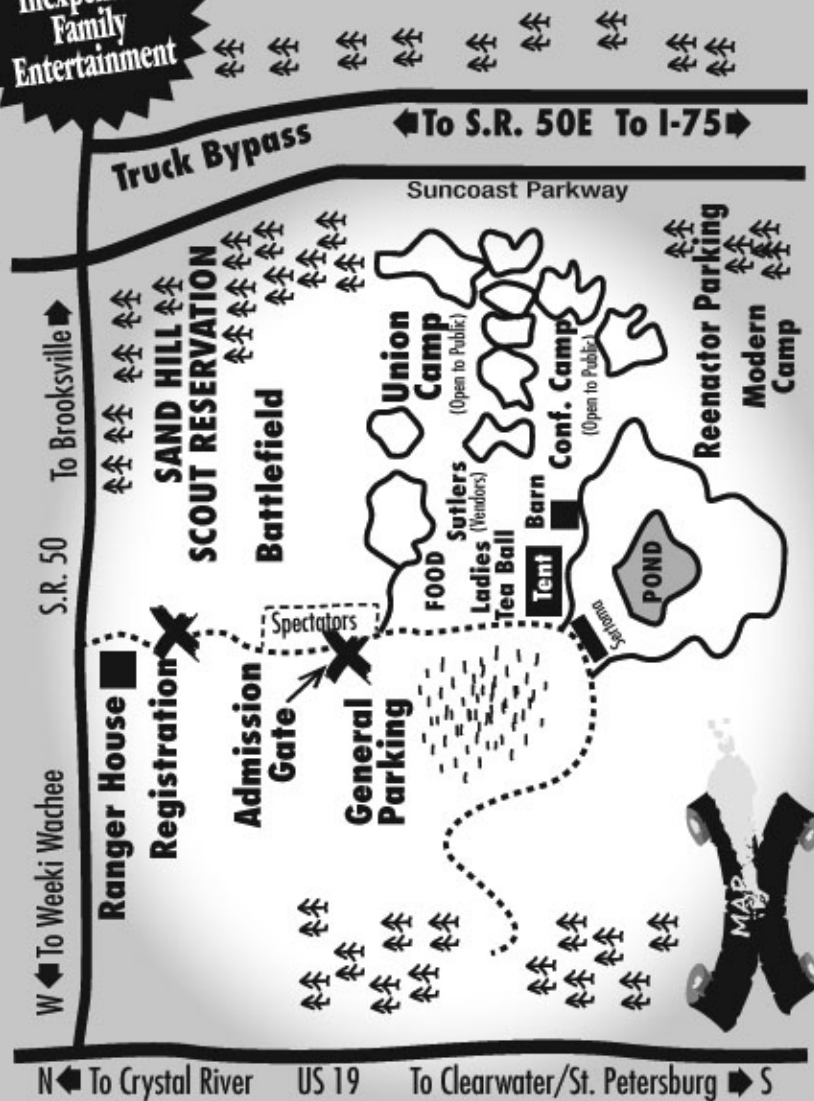 Inexpensive
Family
Entertainment
Truck Bypass
To S.R. 50E To I-75
Suncoast Parkway
W To Weeki Wachee
S.R. 50
To Brooksville
SAND HILL
SCOUT RESERVATION
Battlefield
Union
Camp
(Open to Public)
Conf. Camp
(Open to Public)
Reenactor Parking
Modern
Camp
Ranger House
Registration
Spectators
Admission
Gate
General
Parking
FOOD
Sutlers
(Vendors)
Ladies
Tea Ball
Tent
Barn
Sertoma
POND
MAP
N To Crystal River
US 19
To Clearwater/St. Petersburg S